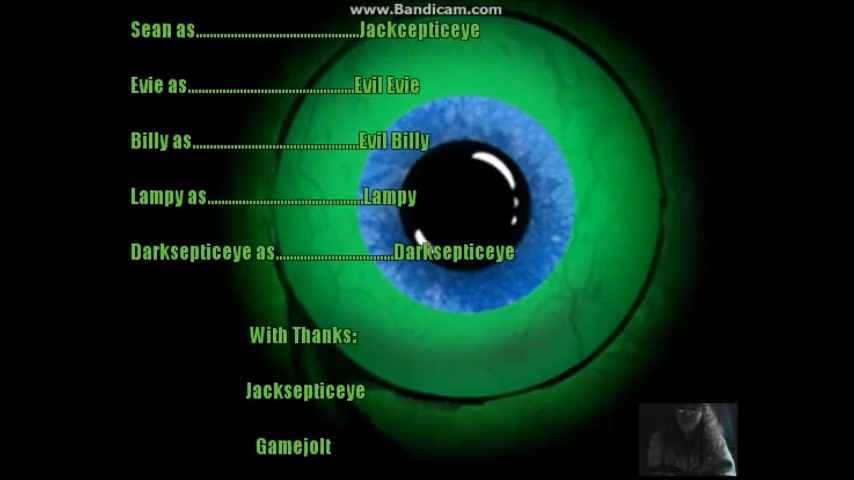 www.Bandicam.com
Sean as...............................................Jackcepticeye
Evie as................................................Evil Evie
Billy as................................................Evil Billy
Lampy as.............................................Lampy
Darksepticeye as..................................Darksepticeye
With Thanks:
Jacksepticeye
Gamejolt